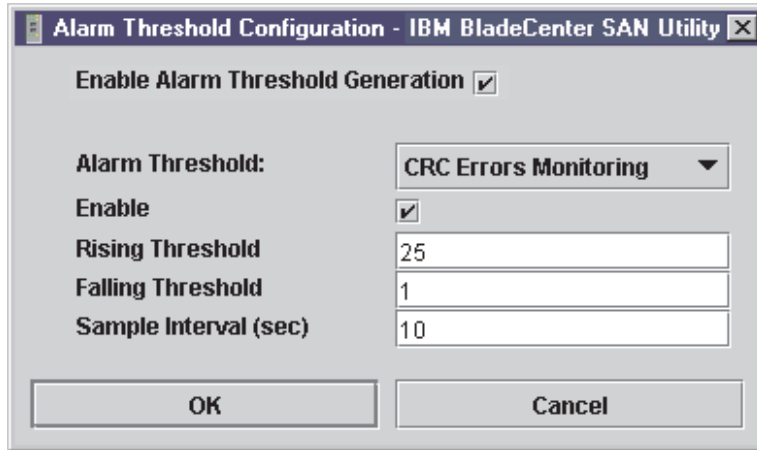 Alarm Threshold Configuration - IBM BladeCenter SAN Utility
Enable Alarm Threshold Generation
Alarm Threshold: CRC Errors Monitoring
Enable
Rising Threshold 25
Falling Threshold 1
Sample Interval (sec) 10
OK Cancel